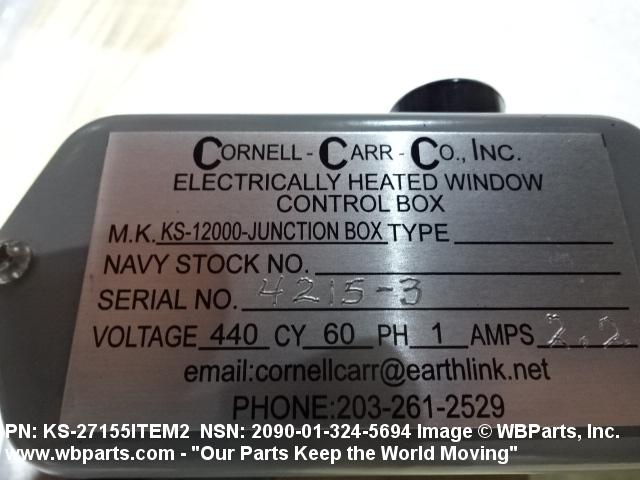 CORNELL-CARR-CO., INC.
ELECTRICALLY HEATED WINDOW
CONTROL BOX
M.K. KS-12000-JUNCTION BOX TYPE
NAVY STOCK NO.
SERIAL NO. 4215-3
VOLTAGE 440 CY 60 PH 1 AMPS 2.2
email:cornellcarr@earthlink.net
PHONE:203-261-2529
PN: KS-27155ITEM2 NSN: 2090-01-324-5694 Image © WBParts, Inc.
www.wbparts.com - "Our Parts Keep the World Moving"